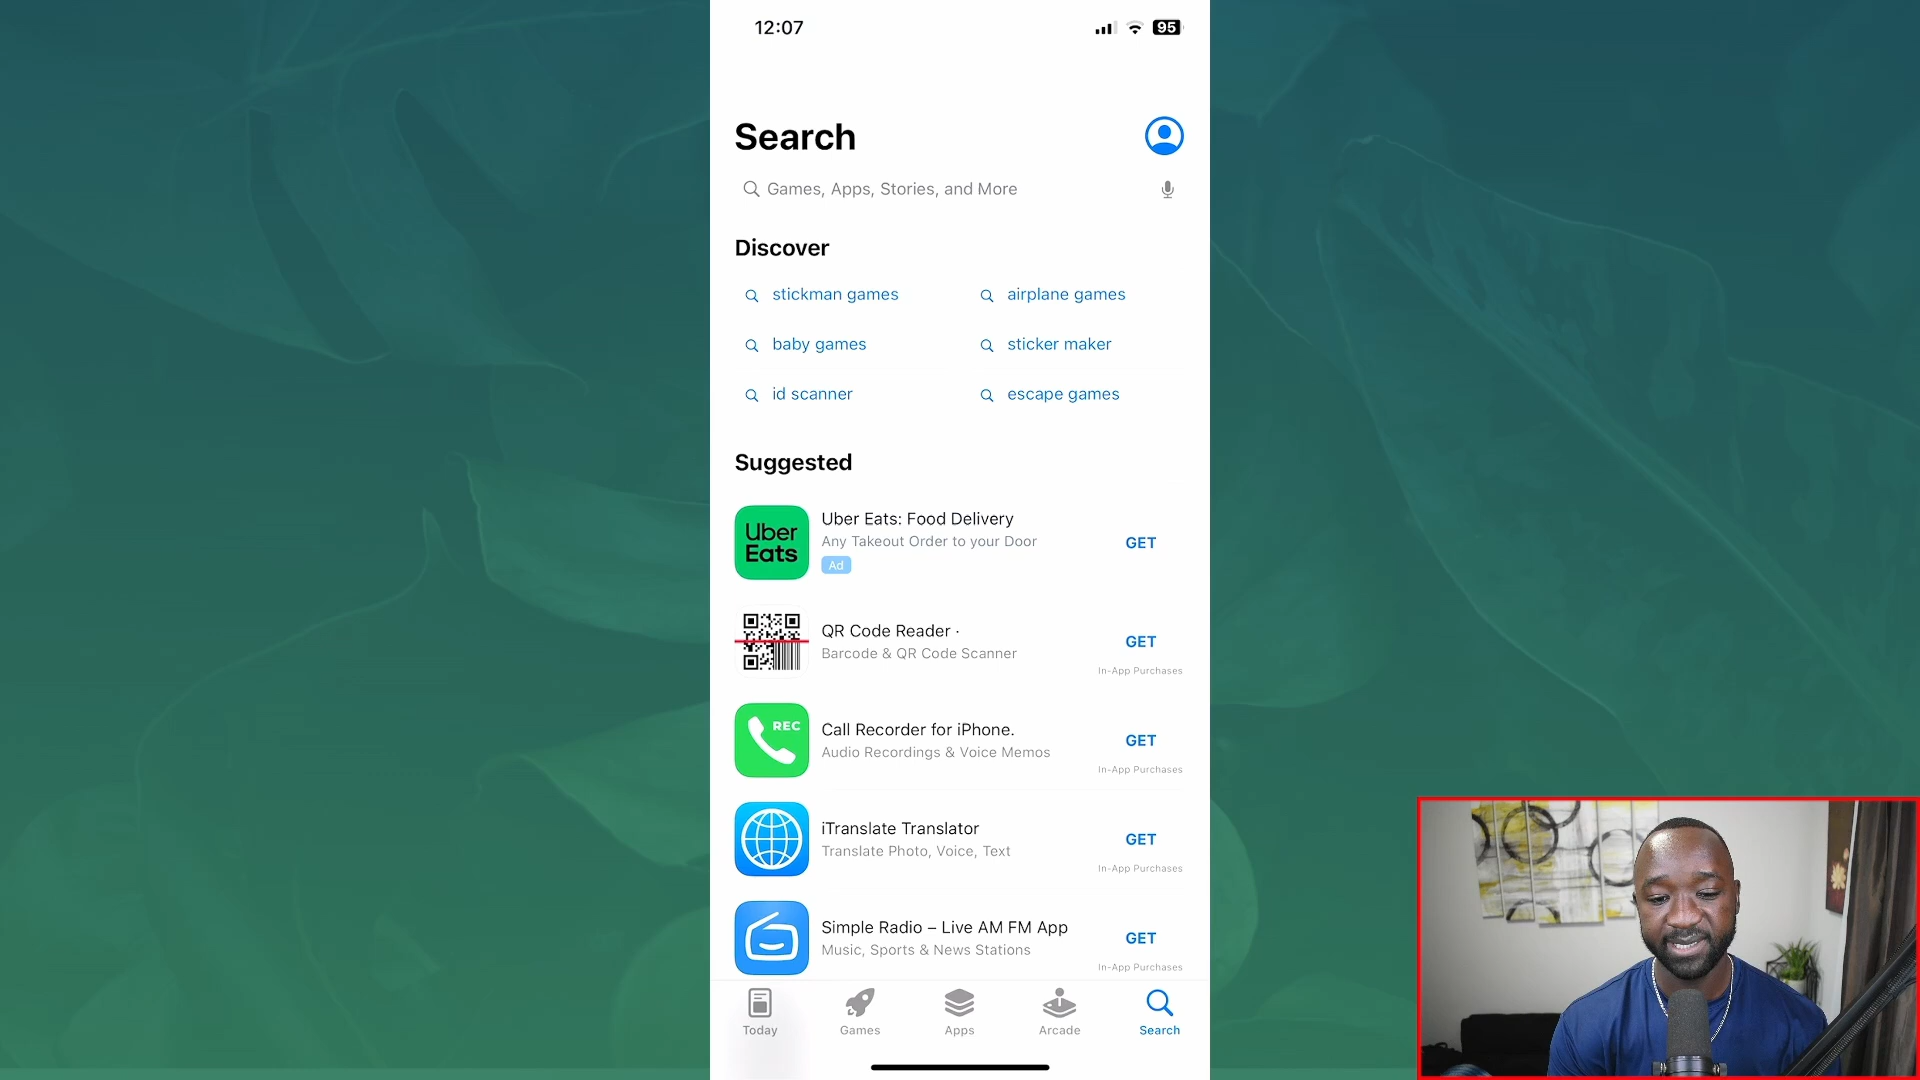 12:07
95
Search
Games, Apps, Stories, and More
Discover
stickman games
airplane games
baby games
sticker maker
id scanner
escape games
Suggested
Uber Eats
Uber Eats: Food Delivery
Any Takeout Order to your Door
Ad
GET
QR Code Reader ·
Barcode & QR Code Scanner
GET
In-App Purchases
REC
Call Recorder for iPhone.
Audio Recordings & Voice Memos
GET
In-App Purchases
iTranslate Translator
Translate Photo, Voice, Text
GET
In-App Purchases
Simple Radio – Live AM FM App
Music, Sports & News Stations
GET
In-App Purchases
Today
Games
Apps
Arcade
Search